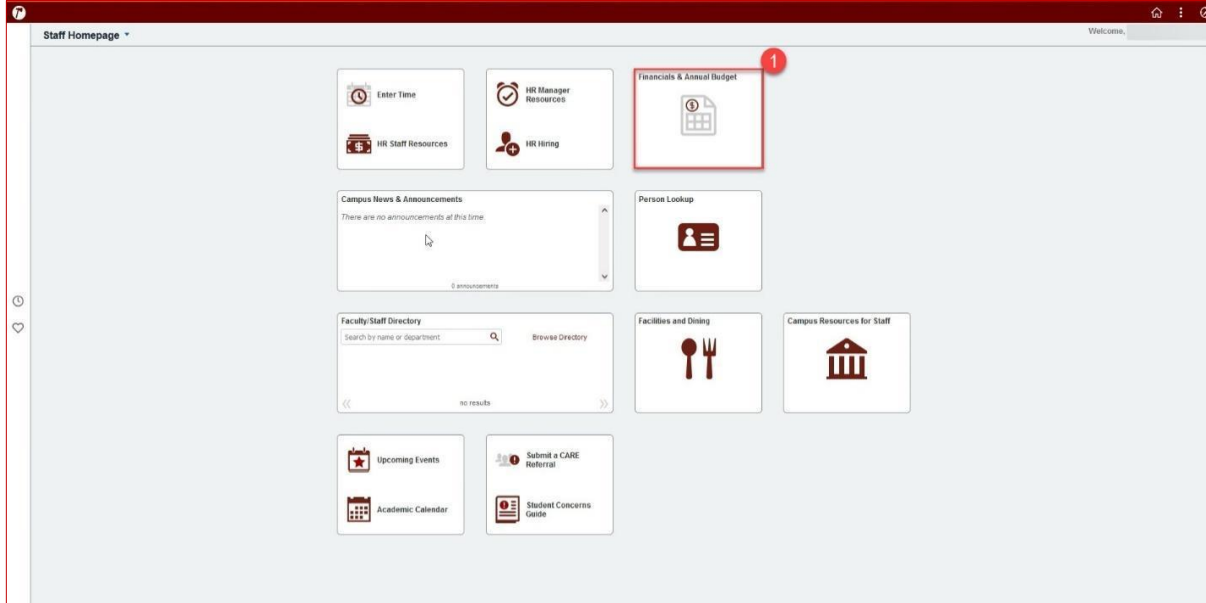 Staff Homepage
Welcome,
1
Enter Time
HR Staff Resources
HR Manager
Resources
HR Hiring
Financials & Annual Budget
Campus News & Announcements
There are no announcements at this time.
0 announcements
Person Lookup
Faculty/Staff Directory
Search by name or department
Browse Directory
no results
Facilities and Dining
Campus Resources for Staff
Upcoming Events
Academic Calendar
Submit a CARE
Referral
Student Concerns
Guide